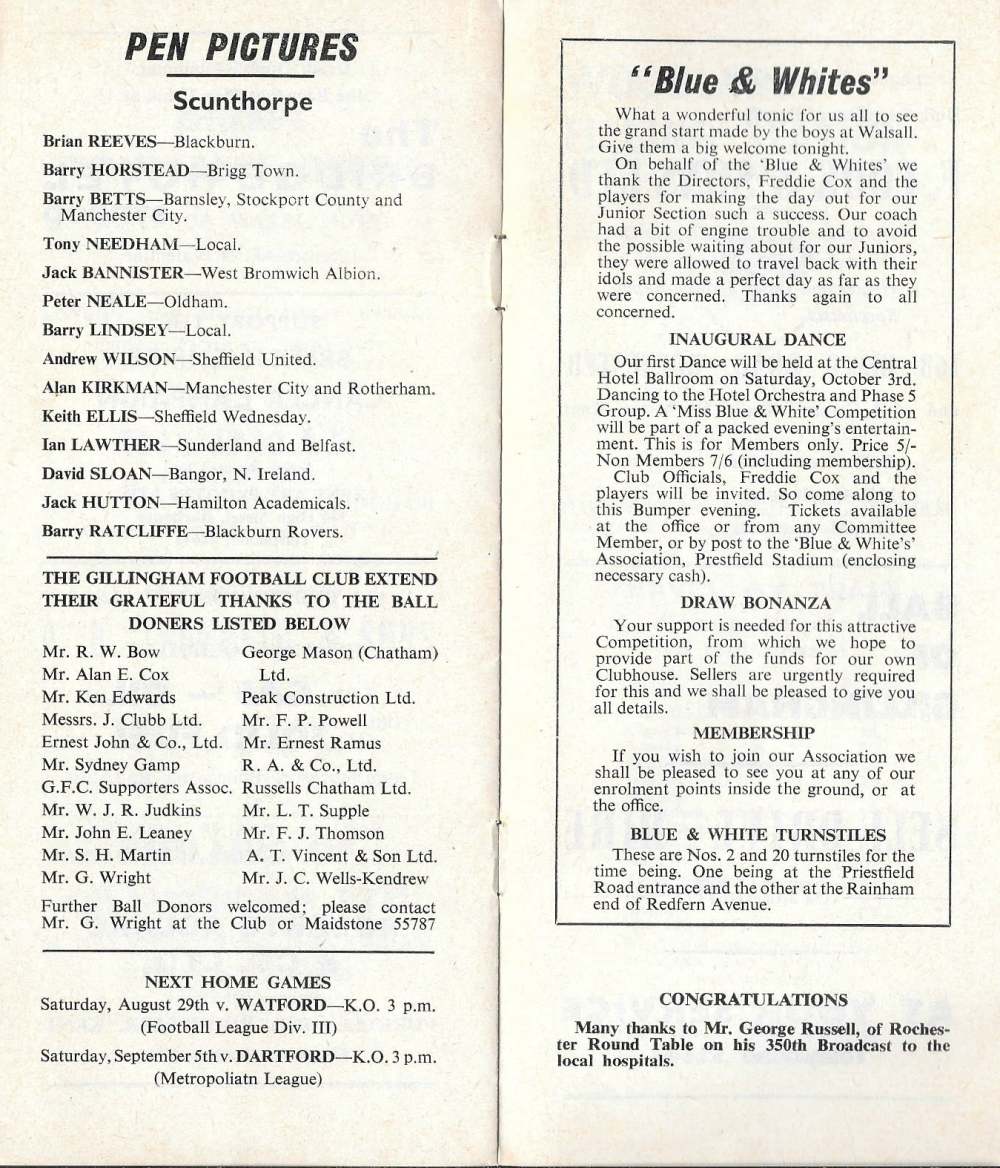 PEN PICTURES
Scunthorpe
Brian REEVES—Blackburn.
Barry HORSTEAD—Brigg Town.
Barry BETTS—Barnsley, Stockport County and
Manchester City.
Tony NEEDHAM—Local.
Jack BANNISTER—West Bromwich Albion.
Peter NEALE—Oldham.
Barry LINDSEY—Local.
Andrew WILSON—Sheffield United.
Alan KIRKMAN—Manchester City and Rotherham.
Keith ELLIS—Sheffield Wednesday.
Ian LAWTHER—Sunderland and Belfast.
David SLOAN—Bangor, N. Ireland.
Jack HUTTON—Hamilton Academicals.
Barry RATCLIFFE—Blackburn Rovers.
THE GILLINGHAM FOOTBALL CLUB EXTEND
THEIR GRATEFUL THANKS TO THE BALL
DONERS LISTED BELOW
Mr. R. W. Bow
Mr. Alan E. Cox
Mr. Ken Edwards
Messrs. J. Clubb Ltd.
Ernest John & Co., Ltd.
Mr. Sydney Gamp
G.F.C. Supporters Assoc.
Mr. W. J. R. Judkins
Mr. John E. Leaney
Mr. S. H. Martin
Mr. G. Wright
George Mason (Chatham)
Ltd.
Peak Construction Ltd.
Mr. F. P. Powell
Mr. Ernest Ramus
R. A. & Co., Ltd.
Russells Chatham Ltd.
Mr. L. T. Supple
Mr. F. J. Thomson
A. T. Vincent & Son Ltd.
Mr. J. C. Wells-Kendrew
Further Ball Donors welcomed; please contact
Mr. G. Wright at the Club or Maidstone 55787
NEXT HOME GAMES
Saturday, August 29th v. WATFORD—K.O. 3 p.m.
(Football League Div. III)
Saturday, September 5th v. DARTFORD—K.O. 3 p.m.
(Metropoliatn League)
"Blue & Whites"
What a wonderful tonic for us all to see
the grand start made by the boys at Walsall.
Give them a big welcome tonight.
On behalf of the 'Blue & Whites' we
thank the Directors, Freddie Cox and the
players for making the day out for our
Junior Section such a success. Our coach
had a bit of engine trouble and to avoid
the possible waiting about for our Juniors,
they were allowed to travel back with their
idols and made a perfect day as far as they
were concerned. Thanks again to all
concerned.
INAUGURAL DANCE
Our first Dance will be held at the Central
Hotel Ballroom on Saturday, October 3rd.
Dancing to the Hotel Orchestra and Phase 5
Group. A 'Miss Blue & White' Competition
will be part of a packed evening's entertain-
ment. This is for Members only. Price 5/-
Non Members 7/6 (including membership).
Club Officials, Freddie Cox and the
players will be invited. So come along to
this Bumper evening. Tickets available
at the office or from any Committee
Member, or by post to the 'Blue & White's'
Association, Prestfield Stadium (enclosing
necessary cash).
DRAW BONANZA
Your support is needed for this attractive
Competition, from which we hope to
provide part of the funds for our own
Clubhouse. Sellers are urgently required
for this and we shall be pleased to give you
all details.
MEMBERSHIP
If you wish to join our Association we
shall be pleased to see you at any of our
enrolment points inside the ground, or at
the office.
BLUE & WHITE TURNSTILES
These are Nos. 2 and 20 turnstiles for the
time being. One being at the Priestfield
Road entrance and the other at the Rainham
end of Redfern Avenue.
CONGRATULATIONS
Many thanks to Mr. George Russell, of Roches-
ter Round Table on his 350th Broadcast to the
local hospitals.